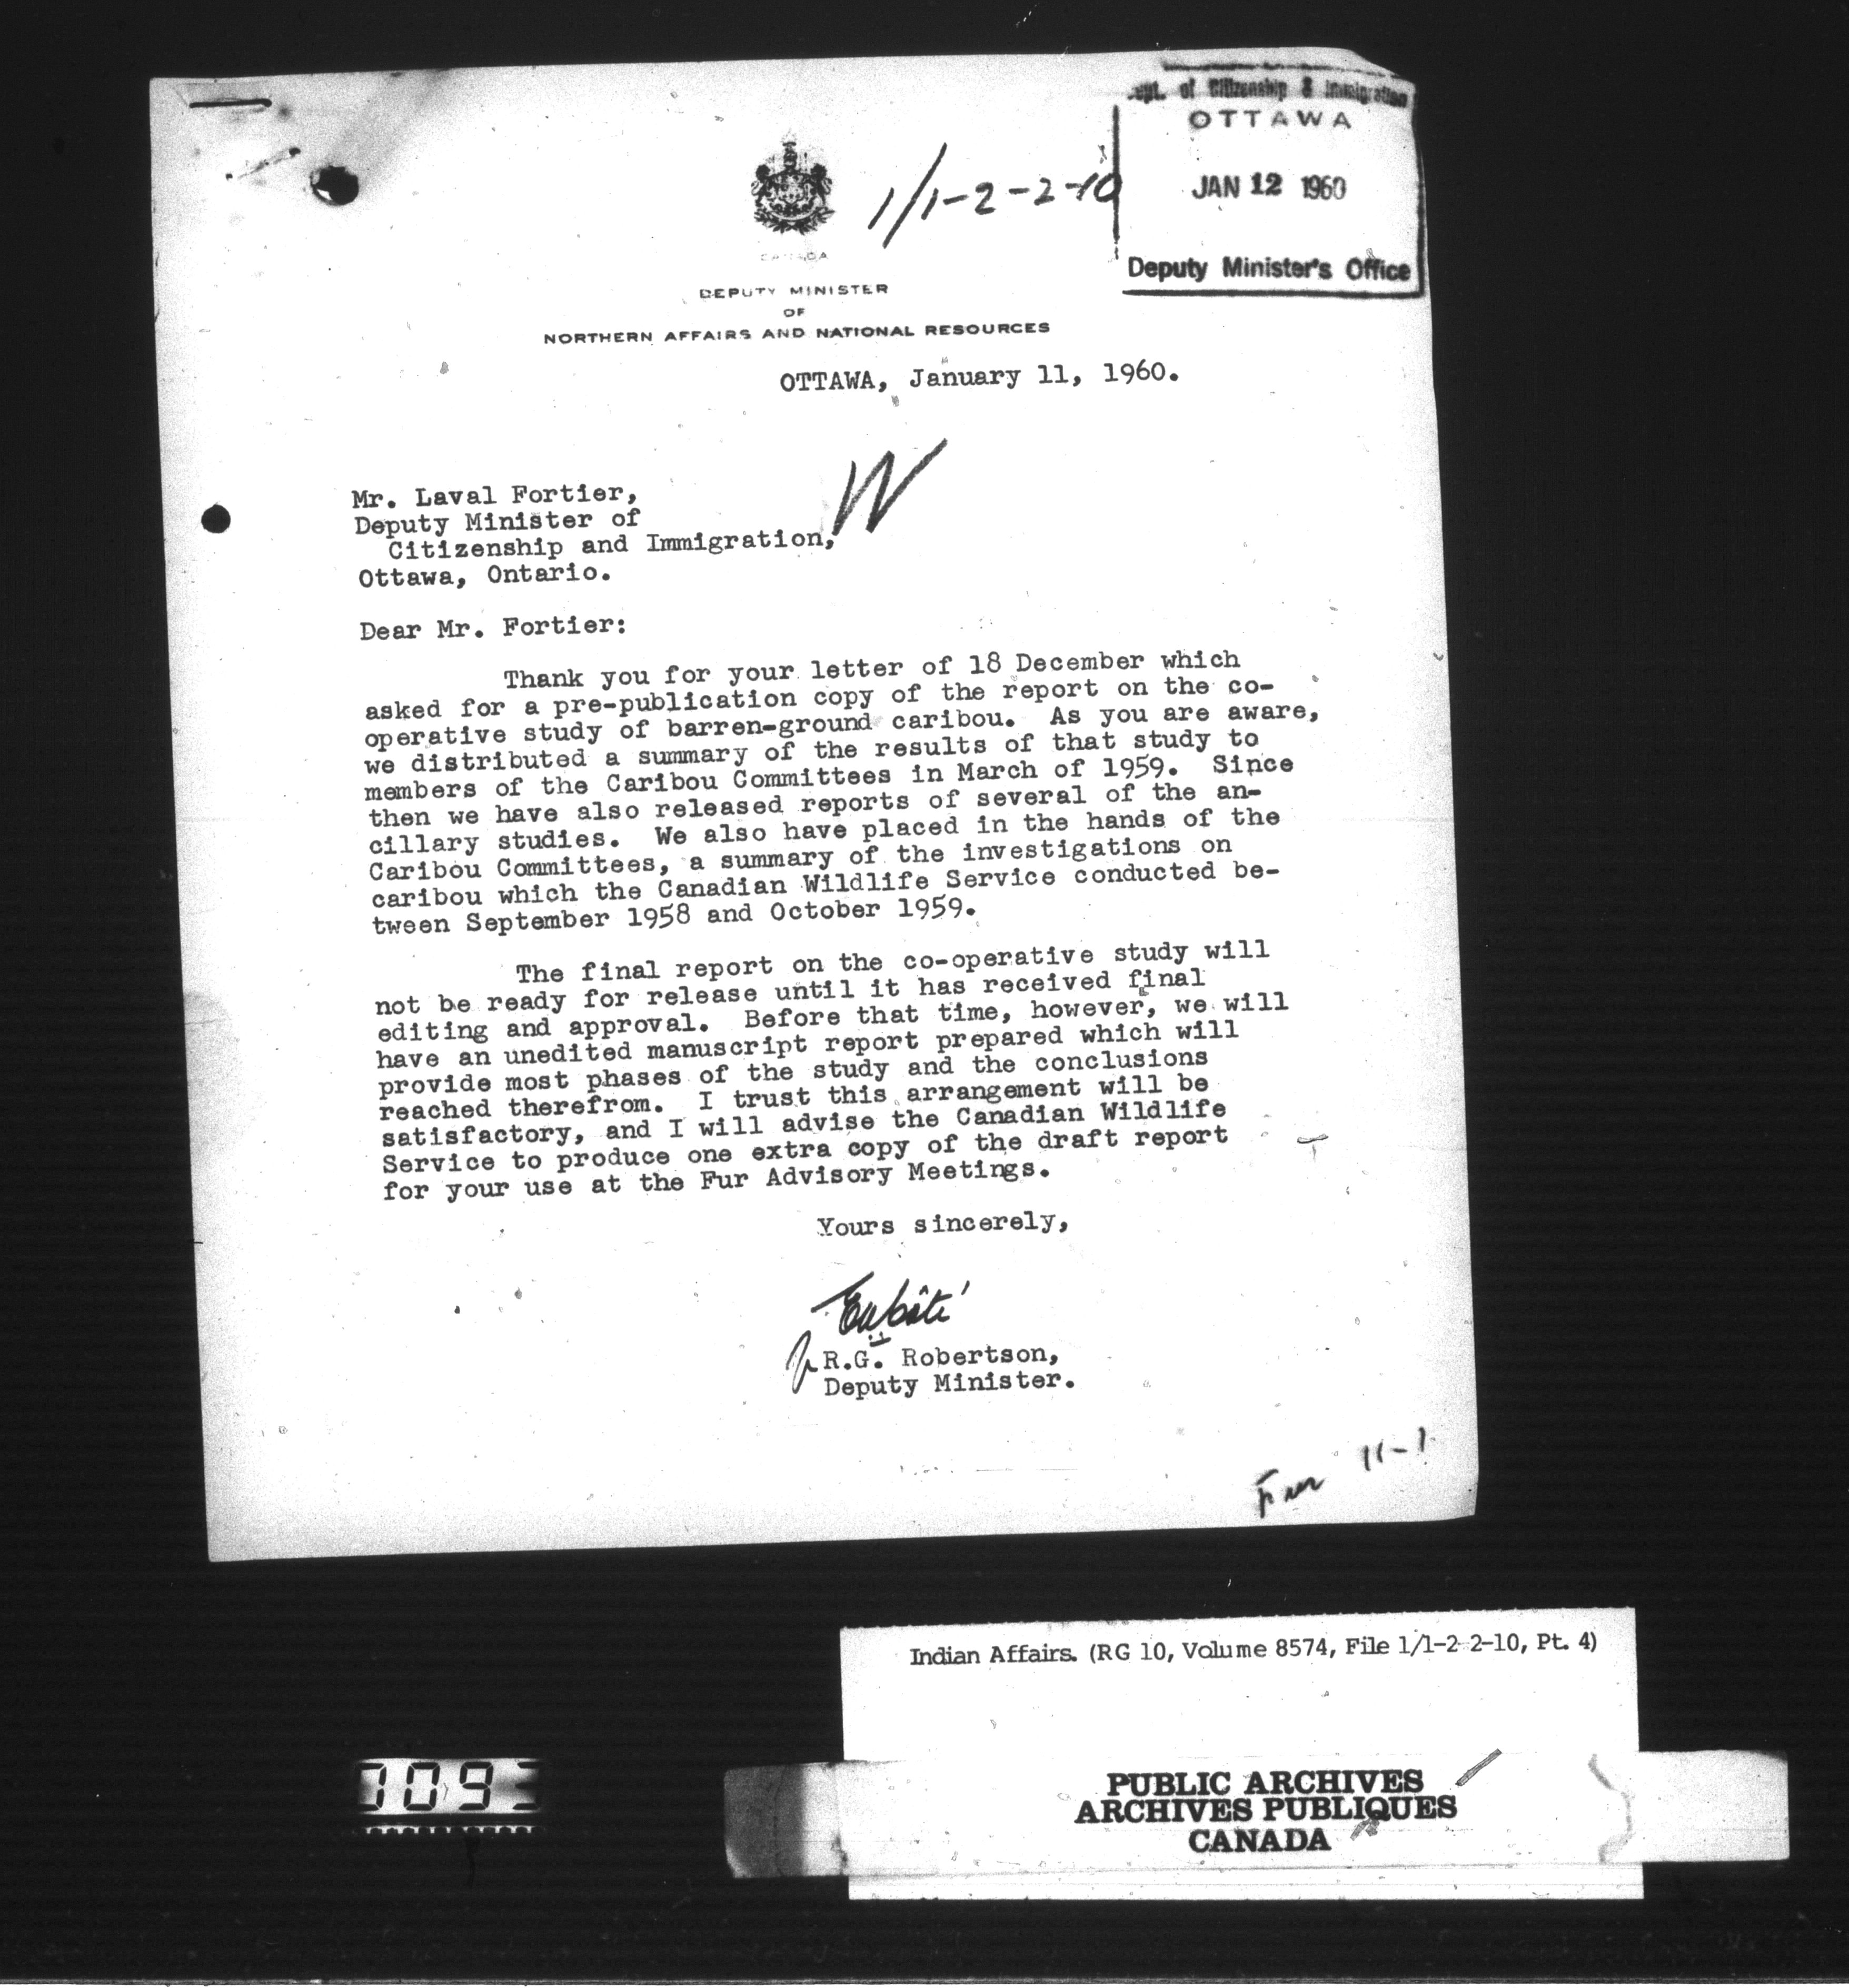 Dept. of Citizenship & Immigration
OTTAWA
JAN 12 1960
Deputy Minister's Office
1/1-2-2-10
CANADA
DEPUTY MINISTER
OF
NORTHERN AFFAIRS AND NATIONAL RESOURCES
OTTAWA, January 11, 1960.
W
Mr. Laval Fortier,
Deputy Minister of
Citizenship and Immigration,
Ottawa, Ontario.
Dear Mr. Fortier:
Thank you for your letter of 18 December which
asked for a pre-publication copy of the report on the co-
operative study of barren-ground caribou. As you are aware,
we distributed a summary of the results of that study to
members of the Caribou Committees in March of 1959. Since
then we have also released reports of several of the an-
cillary studies. We also have placed in the hands of the
Caribou Committees, a summary of the investigations on
caribou which the Canadian Wildlife Service conducted be-
tween September 1958 and October 1959.
The final report on the co-operative study will
not be ready for release until it has received final
editing and approval. Before that time, however, we will
have an unedited manuscript report prepared which will
provide most phases of the study and the conclusions
reached therefrom. I trust this arrangement will be
satisfactory, and I will advise the Canadian Wildlife
Service to produce one extra copy of the draft report
for your use at the Fur Advisory Meetings.
Yours sincerely,
R.G. Robertson,
Deputy Minister.
Fur 11-1
Indian Affairs. (RG 10, Volume 8574, File 1/1-2 2-10, Pt. 4)
PUBLIC ARCHIVES
ARCHIVES PUBLIQUES
CANADA